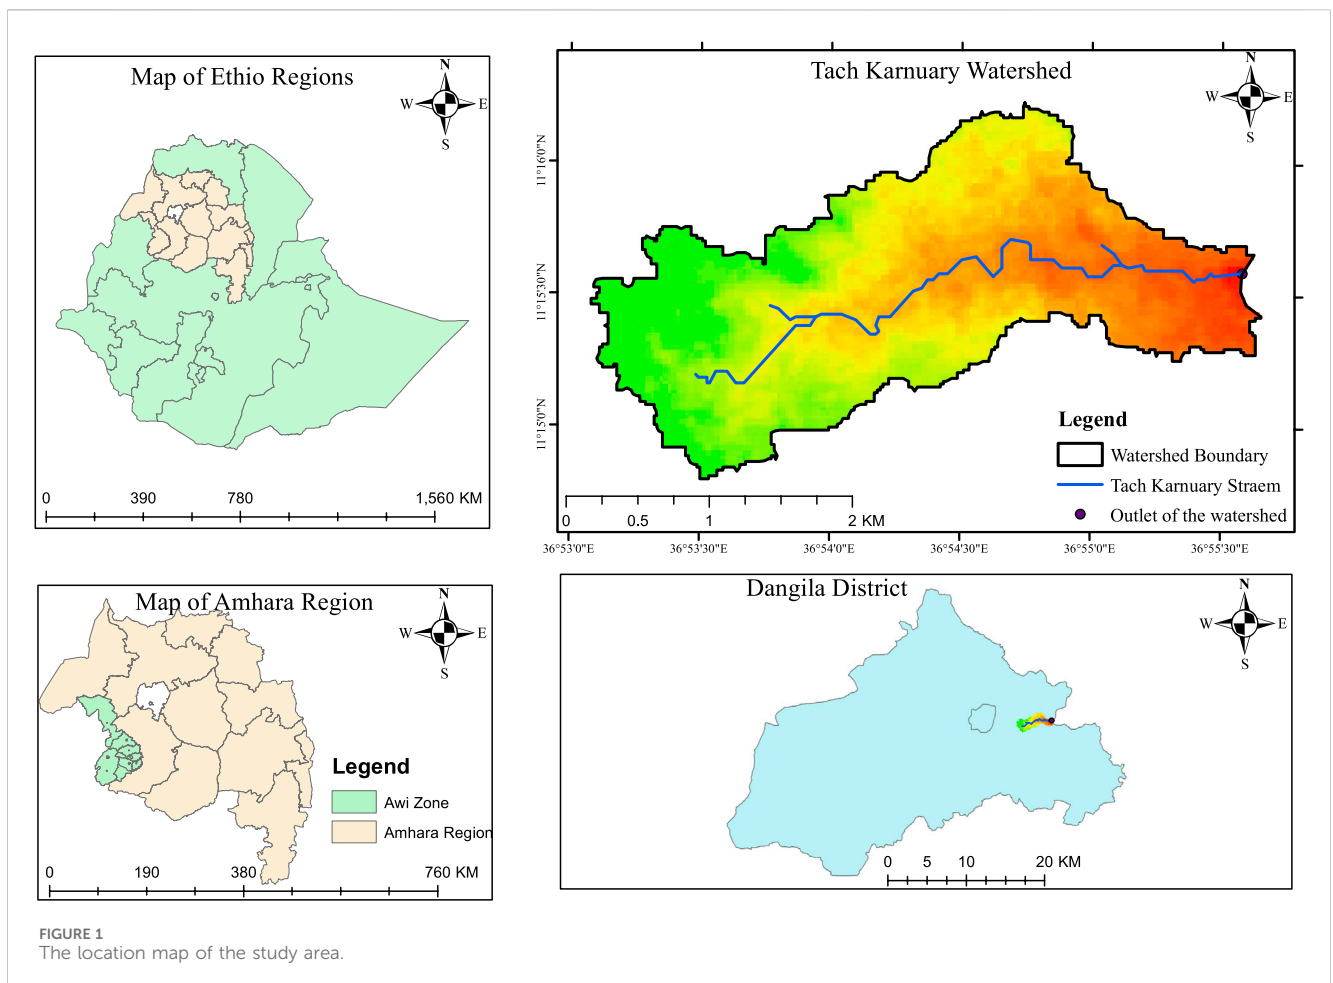 Map of Ethio Regions
N
W E
S
0 390 780 1,560 KM
Tach Karnuary Watershed
N
W E
S
11°16'0"N
11°15'30"N
11°15'0"N
Legend
Watershed Boundary
Tach Karnuary Straem
Outlet of the watershed
0 0.5 1 2 KM
36°53'0"E 36°53'30"E 36°54'0"E 36°54'30"E 36°55'0"E 36°55'30"E
Map of Amhara Region
N
W E
S
Legend
Awi Zone
Amhara Region
0 190 380 760 KM
Dangila District
N
W E
S
0 5 10 20 KM
FIGURE 1
The location map of the study area.